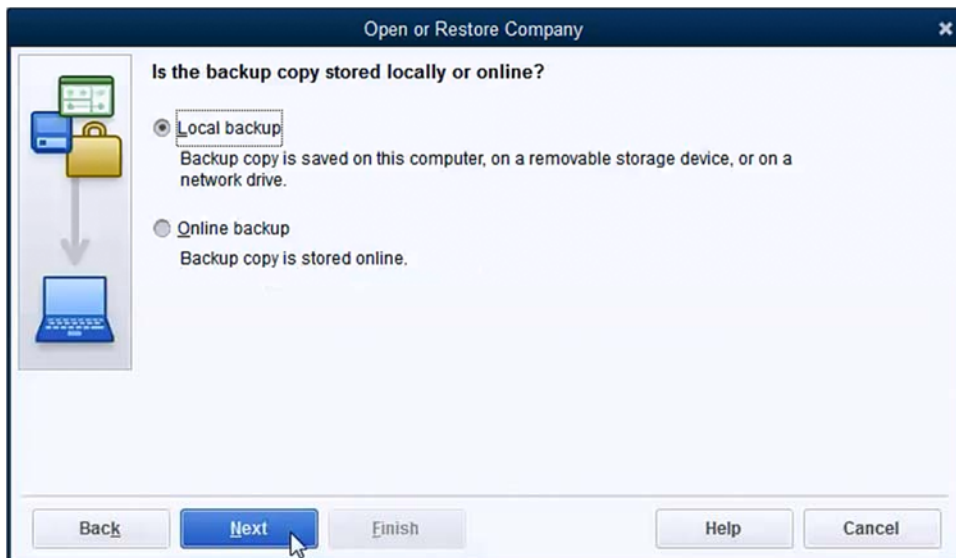 Open or Restore Company
Is the backup copy stored locally or online?
Local backup
Backup copy is saved on this computer, on a removable storage device, or on a
network drive.
Online backup
Backup copy is stored online.
Back Next Finish Help Cancel